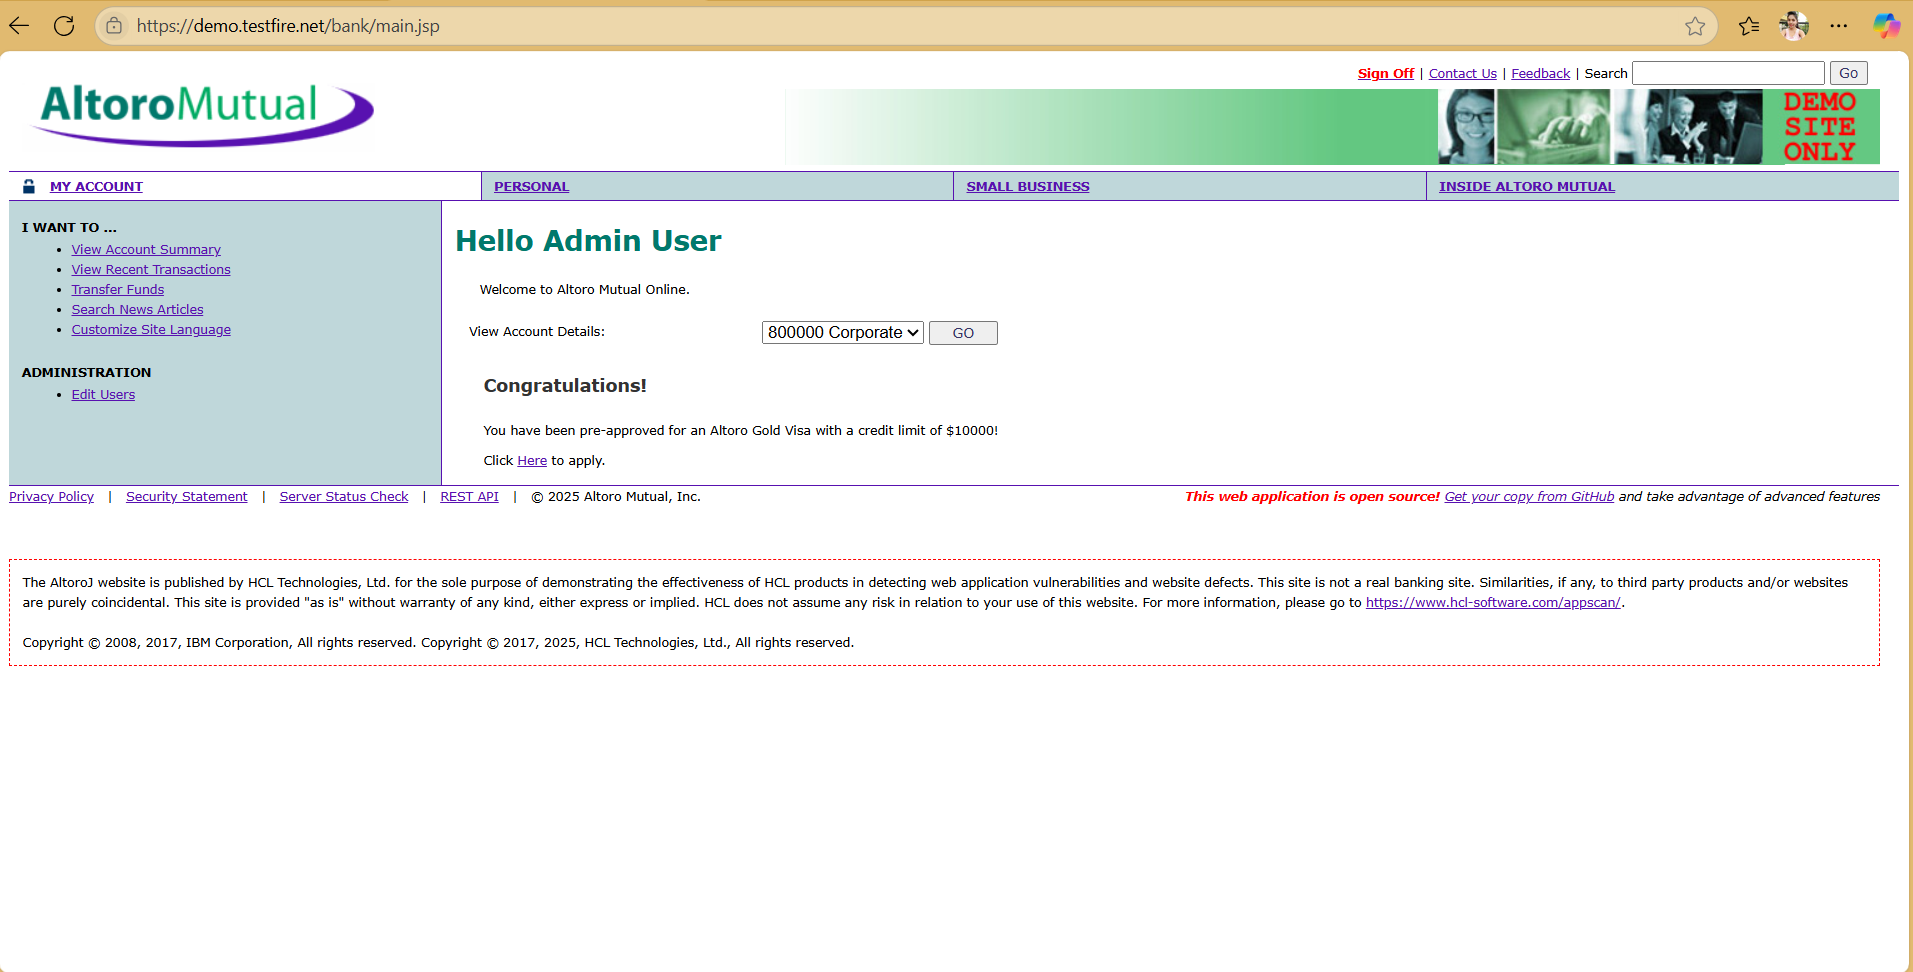 https://demo.testfire.net/bank/main.jsp
Sign Off | Contact Us | Feedback | Search Go
AltoroMutual
DEMO
SITE
ONLY
MY ACCOUNT
PERSONAL
SMALL BUSINESS
INSIDE ALTORO MUTUAL
I WANT TO ...
• View Account Summary
• View Recent Transactions
• Transfer Funds
• Search News Articles
• Customize Site Language
ADMINISTRATION
• Edit Users
Hello Admin User
Welcome to Altoro Mutual Online.
View Account Details: 800000 Corporate GO
Congratulations!
You have been pre-approved for an Altoro Gold Visa with a credit limit of $10000!
Click Here to apply.
Privacy Policy | Security Statement | Server Status Check | REST API | © 2025 Altoro Mutual, Inc.
This web application is open source! Get your copy from GitHub and take advantage of advanced features
The AltoroJ website is published by HCL Technologies, Ltd. for the sole purpose of demonstrating the effectiveness of HCL products in detecting web application vulnerabilities and website defects. This site is not a real banking site. Similarities, if any, to third party products and/or websites
are purely coincidental. This site is provided "as is" without warranty of any kind, either express or implied. HCL does not assume any risk in relation to your use of this website. For more information, please go to https://www.hcl-software.com/appscan/.
Copyright © 2008, 2017, IBM Corporation, All rights reserved. Copyright © 2017, 2025, HCL Technologies, Ltd., All rights reserved.